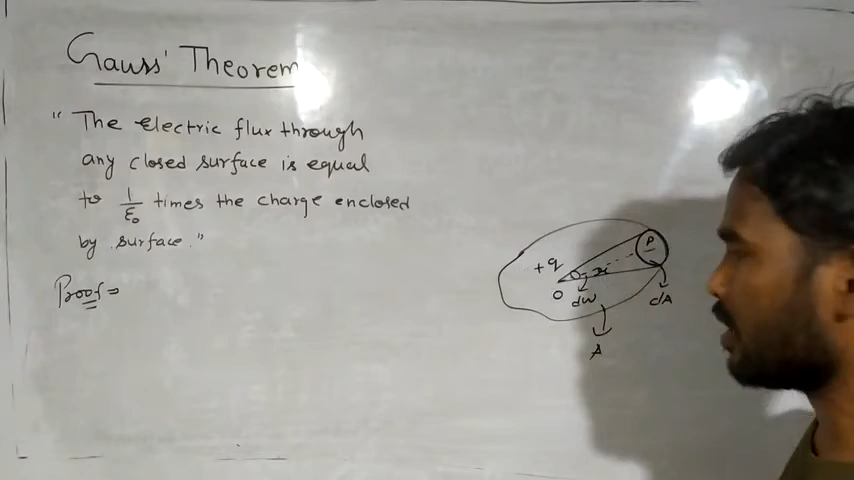 Gauss' Theorem
" The electric flux through
any closed surface is equal
to 1/ε₀ times the charge enclosed
by surface."
Proof =
P
+q
O
dw
dA
A